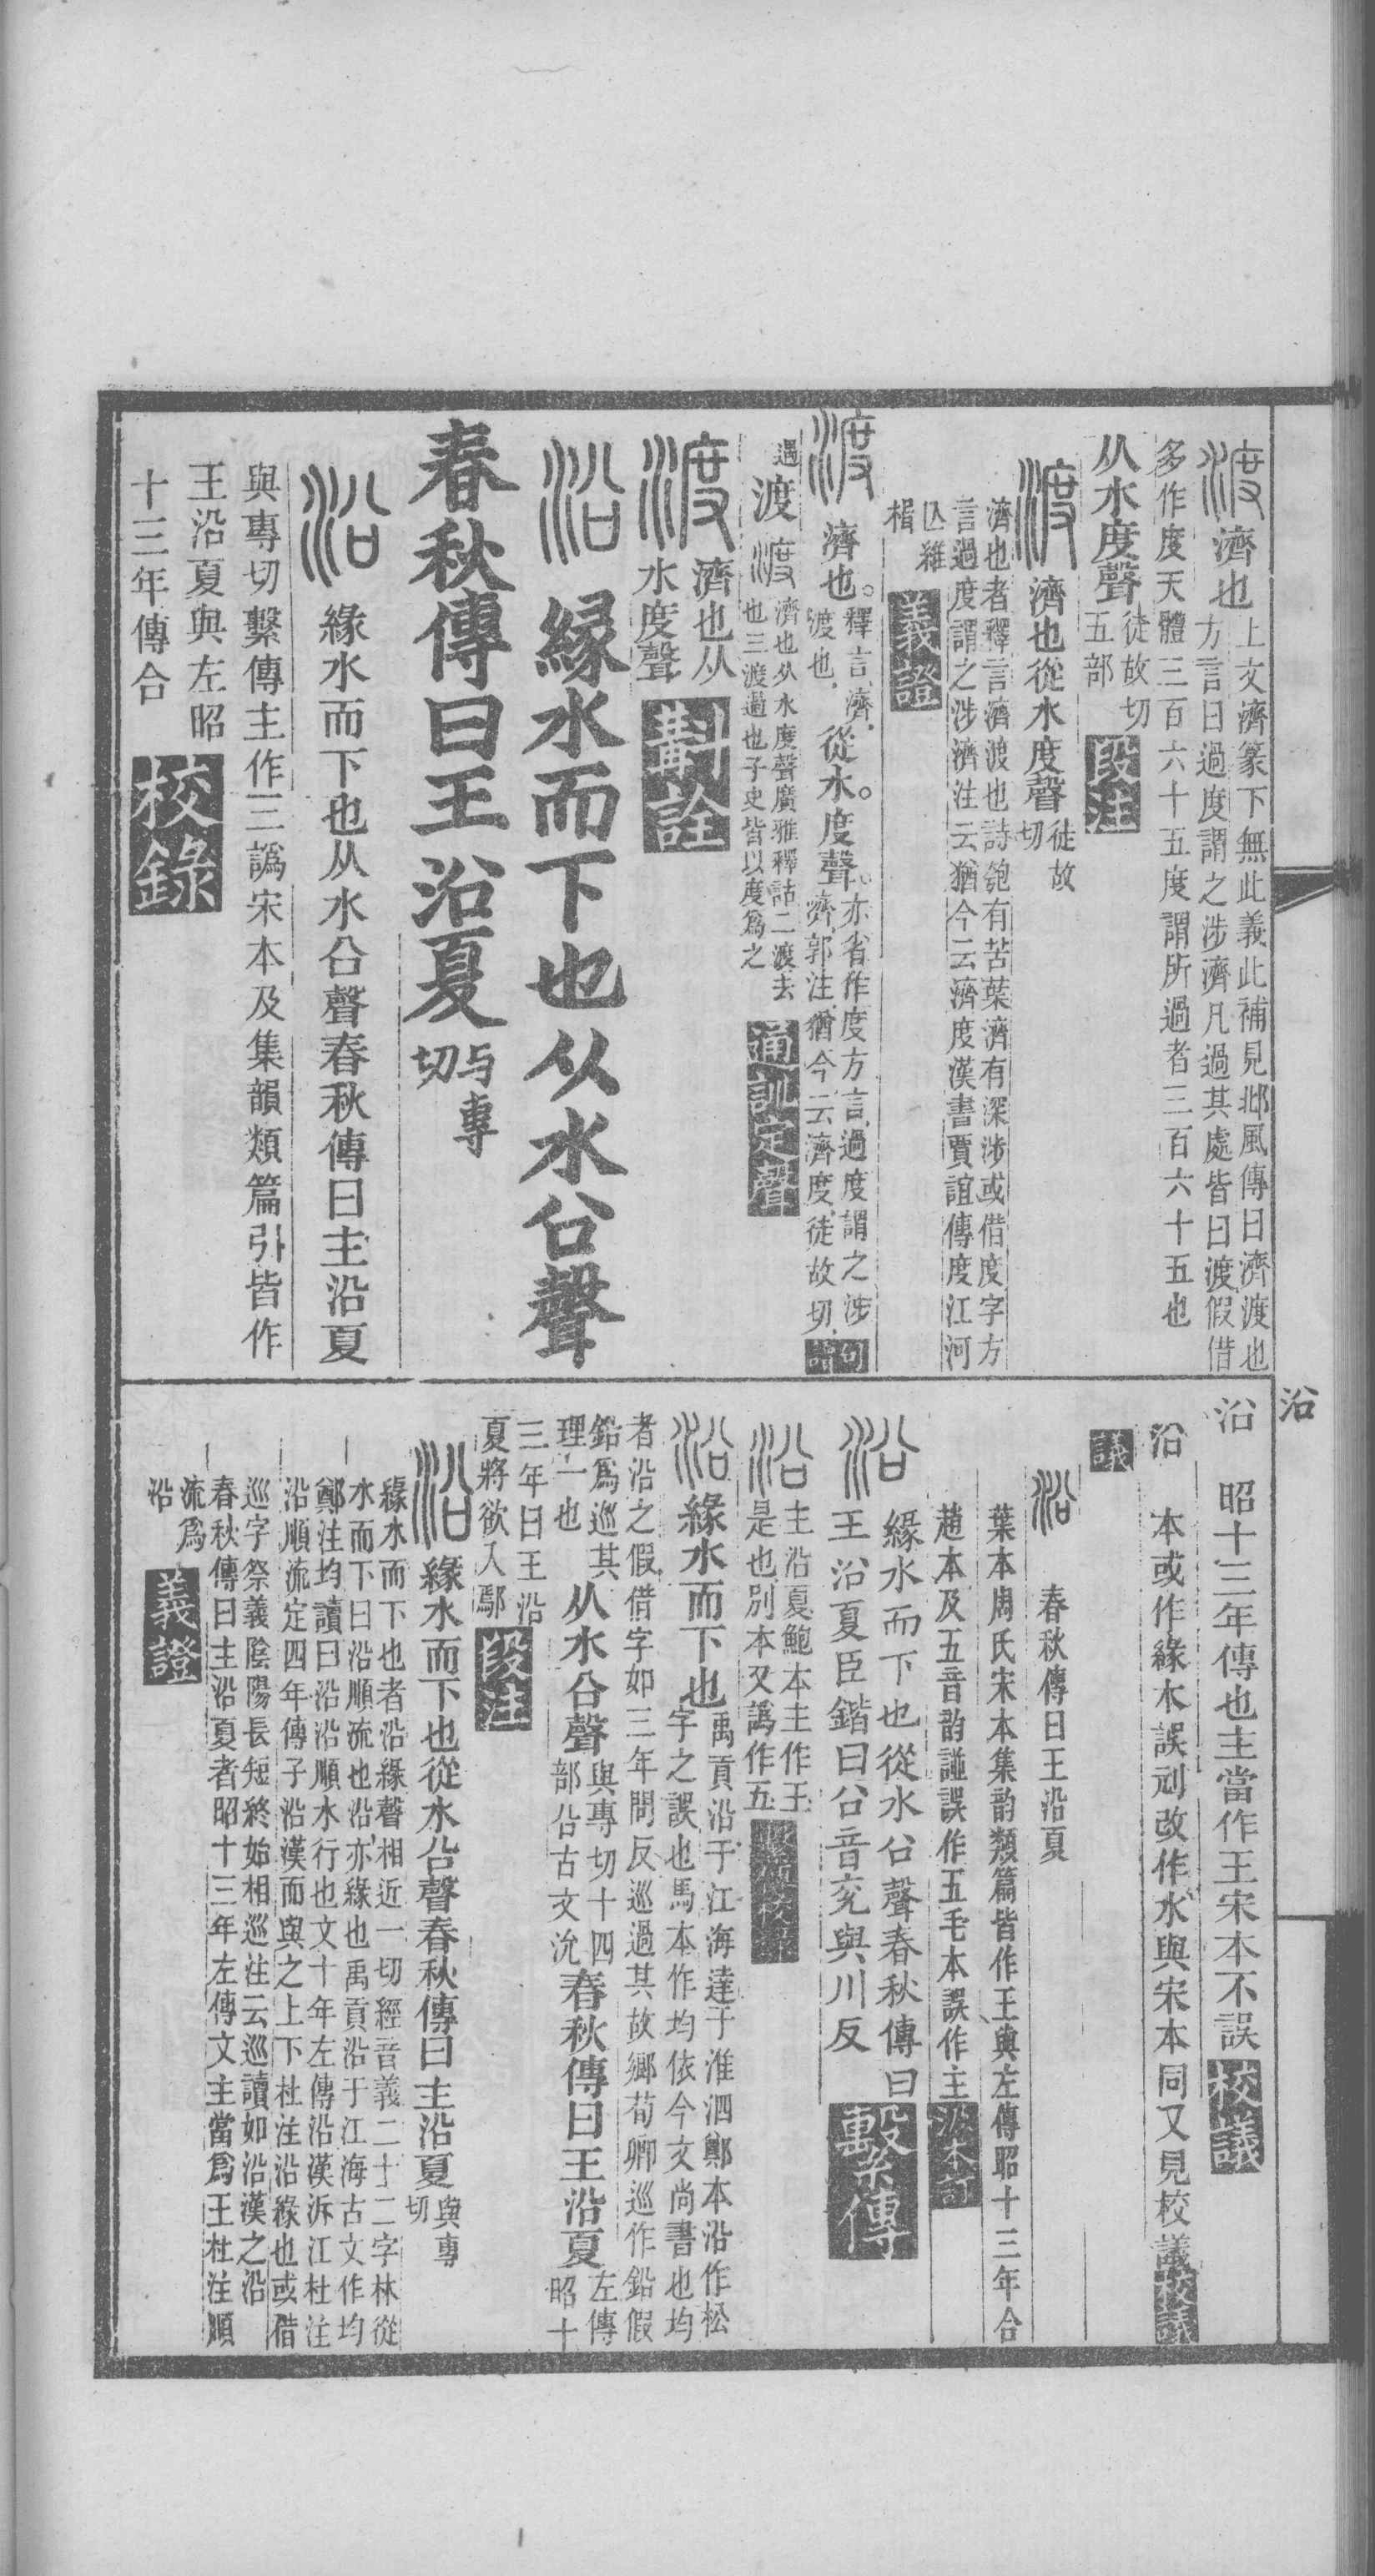 渡 濟也 上文濟篆下無此義此補見邶風傳曰濟渡也
方言曰過度謂之涉濟凡過其處皆曰渡假借
多作度天體三百六十五度謂所過者三百六十五也
从水度聲 徒故切
五部 段注
渡 濟也從水度聲 徒故
切
濟也者釋言濟渡也詩匏有苦葉濟有深涉或借度字方
言過度謂之涉濟注云猶今云濟度漢書賈誼傳度江河
亾維
楫 義證
渡 濟也。釋言濟
渡也 從水。度聲。亦省作度方言過度謂之涉
濟郭注猶今云濟度徒故切 句讀
過
渡 渡 濟也从水度聲廣雅釋詁二渡去
也三渡過也子史皆以度爲之 通訓定聲
渡 濟也从
水度聲 斠詮
沿 緣水而下也从水㕣聲
春秋傳曰王沿夏 与專
切
沿 緣水而下也从水㕣聲春秋傳曰主沿夏
與專切繫傳主作三譌宋本及集韻類篇引皆作
王沿夏與左昭
十三年傳合 校錄
沿
沿 昭十三年傳也主當作王宋本不誤 校議
沿 本或作緣木誤刓改作水與宋本同又見校議 校議
議
沿 春秋傳曰王沿夏
葉本周氏宋本集韵類篇皆作王與左傳昭十三年合
趙本及五音韵譜誤作五毛本誤作主 汲本訂
沿 緣水而下也從水㕣聲春秋傳曰
王沿夏臣鍇曰㕣音兖與川反 繫傳
沿 主沿夏鮑本主作王
是也別本又譌作五 繫傳校錄
沿 緣水而下也 禹貢沿于江海達于淮泗鄭本沿作松
字之誤也馬本作均依今文尚書也均
者沿之假借字如三年問反巡過其故鄉荀卿巡作鉛假
鉛爲巡其
理一也 从水㕣聲 與專切十四
部㕣古文沇 春秋傳曰王沿夏 左傳
昭十
三年曰王沿
夏將欲入鄢 段注
沿 緣水而下也從水㕣聲春秋傳曰主沿夏 與專
切
緣水而下也者沿緣聲相近一切經音義二十二字林從
水而下曰沿順流也沿亦緣也禹貢沿于江海古文作均
鄭注均讀曰沿沿順水行也文十年左傳沿漢泝江杜注
沿順流定四年傳子沿漢而與之上下杜注沿緣也或借
巡字祭義陰陽長短終始相巡注云巡讀如沿漢之沿
春秋傳曰主沿夏者昭十三年左傳文主當爲王杜注順
流爲
沿 義證